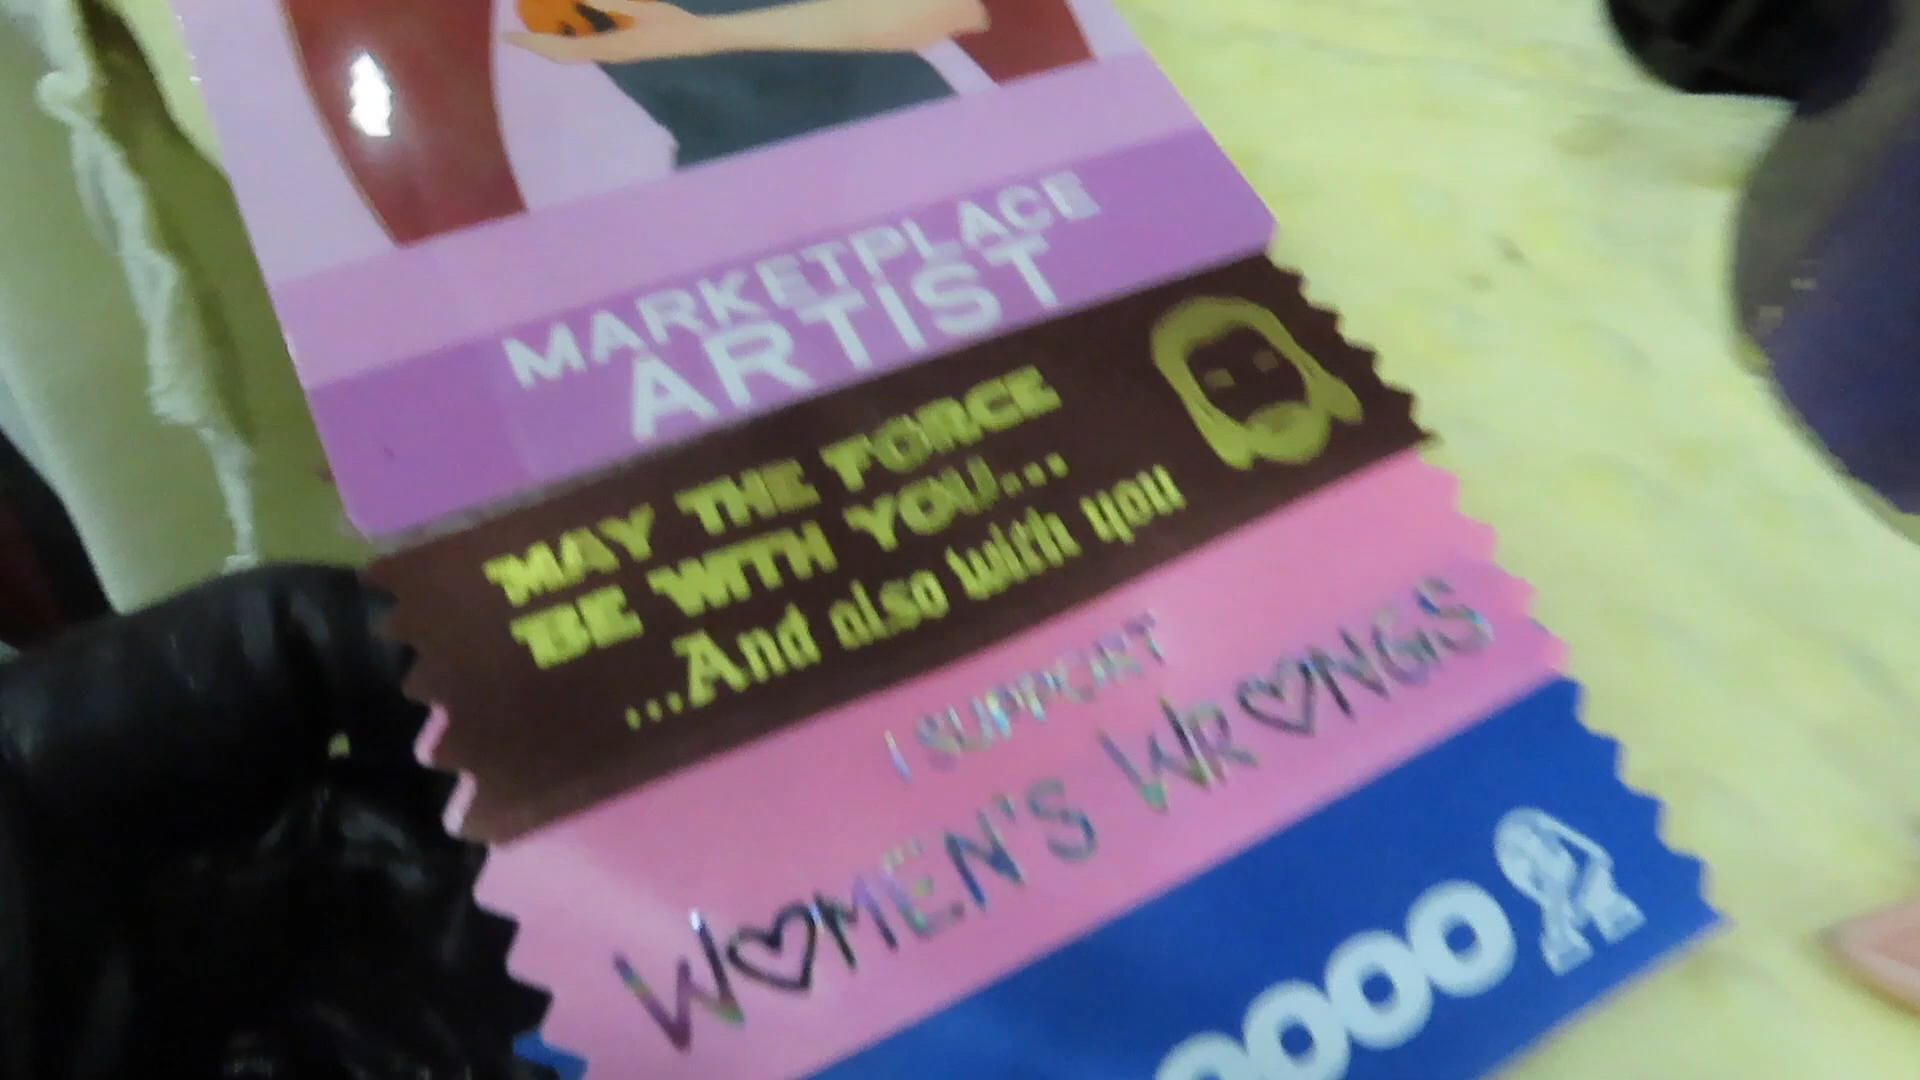 MARKETPLACE
ARTIST
MAY THE FORCE
BE WITH YOU...
...And also with you
I SUPPORT
WOMEN'S WRONGS